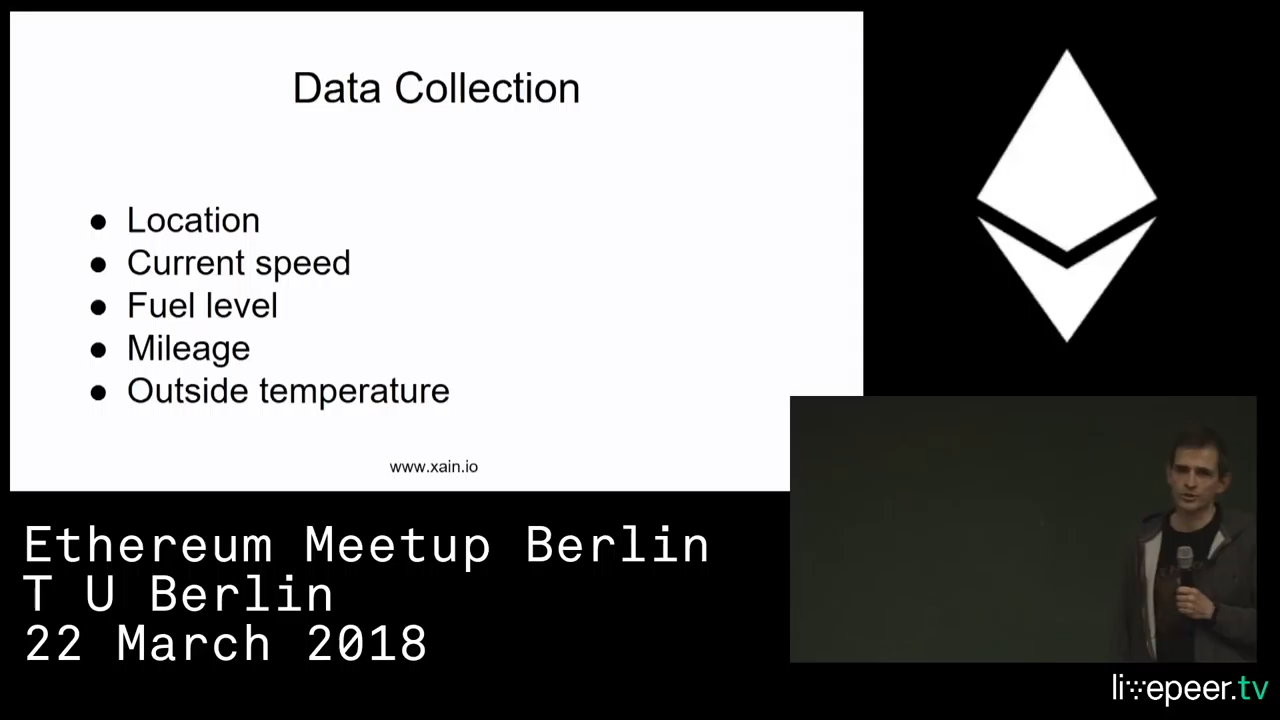 Data Collection
● Location
● Current speed
● Fuel level
● Mileage
● Outside temperature
www.xain.io
Ethereum Meetup Berlin
T U Berlin
22 March 2018
livepeer.tv